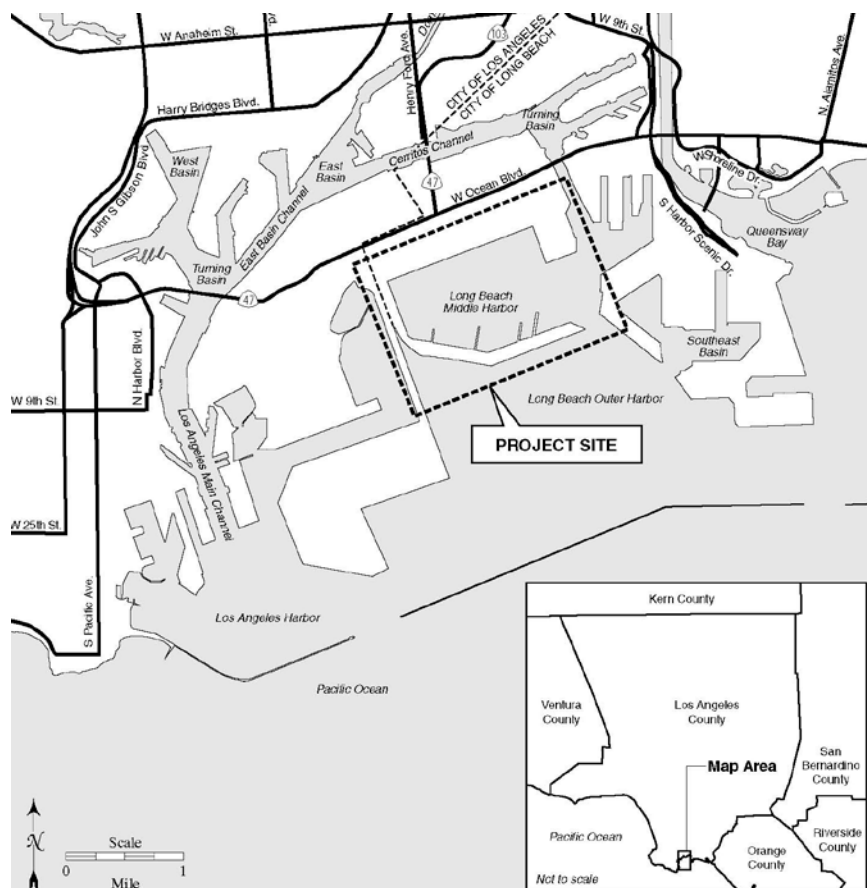 W Anaheim St.
vd.
Do
103
W 9th St.
N. Alamitos Ave.
Henry Ford Ave.
CITY OF LOS ANGELES
CITY OF LONG BEACH
Harry Bridges Blvd.
Turning
Basin
West
Basin
East
Basin
Cerritos Channel
W Shoreline Dr.
John S Gibson Blvd.
47
W Ocean Blvd.
East Basin Channel
S Harbor Scenic Dr.
Queensway
Bay
Turning
Basin
47
Long Beach
Middle Harbor
N Harbor Blvd.
Southeast
Basin
W 9th St.
Long Beach Outer Harbor
PROJECT SITE
Los Angeles Main Channel
W 25th St.
S Pacific Ave.
Los Angeles Harbor
Pacific Ocean
Kern County
Ventura
County
Los Angeles
County
San
Bernardino
County
Map Area
Pacific Ocean
Riverside
County
Orange
County
Not to scale
N
Scale
0 1
Mile